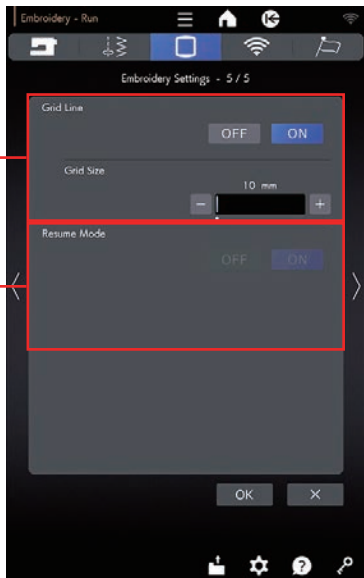 Embroidery - Run
Embroidery Settings - 5 / 5
Grid Line
OFF ON
Grid Size
10 mm
− +
Resume Mode
OFF ON
OK ×